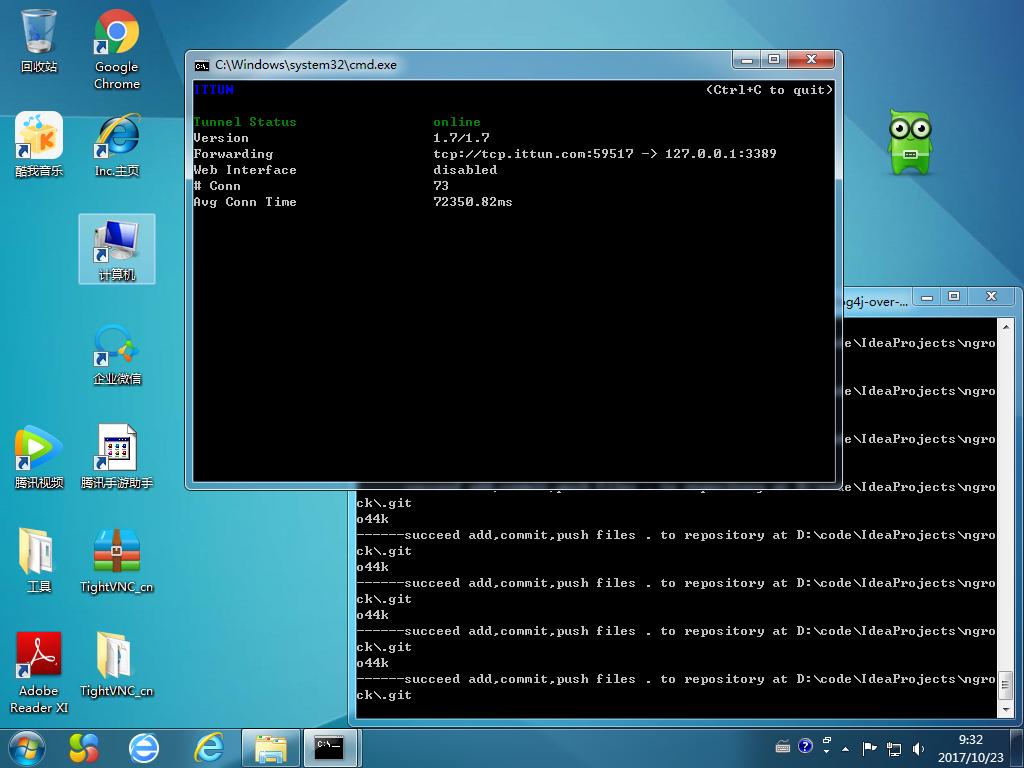 回收站
Google
Chrome
酷我音乐
Inc.主页
计算机
企业微信
腾讯视频
腾讯手游助手
工具
TightVNC_cn
Adobe
Reader XI
TightVNC_cn
C:\Windows\system32\cmd.exe
ITTUN (Ctrl+C to quit)
Tunnel Status online
Version 1.7/1.7
Forwarding tcp://tcp.ittun.com:59517 -> 127.0.0.1:3389
Web Interface disabled
# Conn 73
Avg Conn Time 72350.82ms
og4j-over-...
e\IdeaProjects\ngro
e\IdeaProjects\ngro
e\IdeaProjects\ngro
e\IdeaProjects\ngro
ck\.git
o44k
------succeed add,commit,push files . to repository at D:\code\IdeaProjects\ngro
ck\.git
o44k
------succeed add,commit,push files . to repository at D:\code\IdeaProjects\ngro
ck\.git
o44k
------succeed add,commit,push files . to repository at D:\code\IdeaProjects\ngro
ck\.git
o44k
------succeed add,commit,push files . to repository at D:\code\IdeaProjects\ngro
ck\.git
9:32
2017/10/23